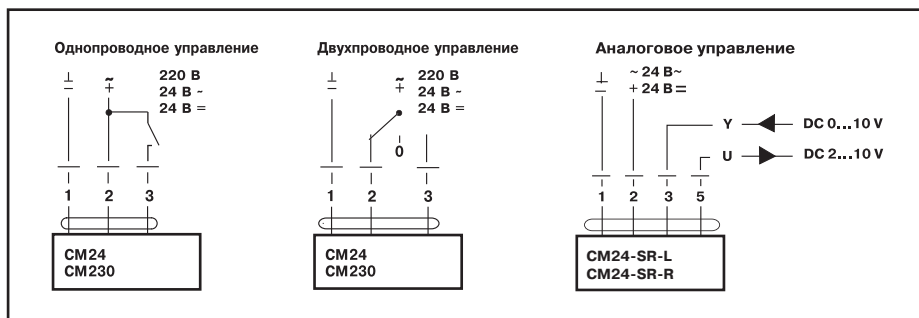 Однопроводное управление
⊥
~
+
220 В
24 В ~
24 В =
1 2 3
CM24
CM230
Двухпроводное управление
⊥
~
+
220 В
24 В ~
24 В =
0
1 2 3
CM24
CM230
Аналоговое управление
⊥
~ 24 В~
+ 24 В=
Y DC 0...10 V
U DC 2...10 V
1 2 3 5
CM24-SR-L
CM24-SR-R